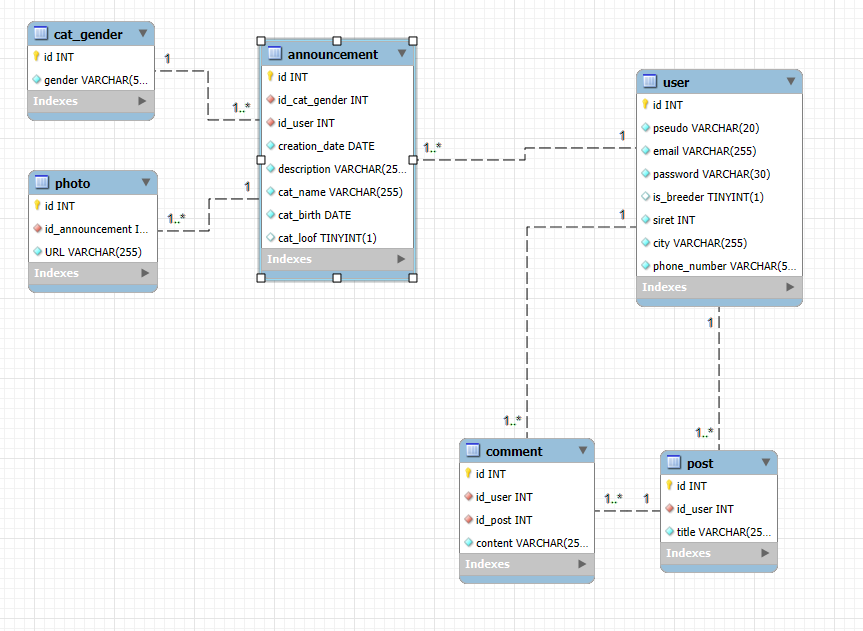 cat_gender
id INT
gender VARCHAR(5...
Indexes
1
1..*
announcement
id INT
id_cat_gender INT
id_user INT
creation_date DATE
description VARCHAR(25...
cat_name VARCHAR(255)
cat_birth DATE
cat_loof TINYINT(1)
Indexes
photo
id INT
id_announcement I...
URL VARCHAR(255)
Indexes
1..*
1
1..*
1
user
id INT
pseudo VARCHAR(20)
email VARCHAR(255)
password VARCHAR(30)
is_breeder TINYINT(1)
siret INT
city VARCHAR(255)
phone_number VARCHAR(5...
Indexes
1
1..*
1
1..*
comment
id INT
id_user INT
id_post INT
content VARCHAR(25...
Indexes
1..*
1
post
id INT
id_user INT
title VARCHAR(25...
Indexes